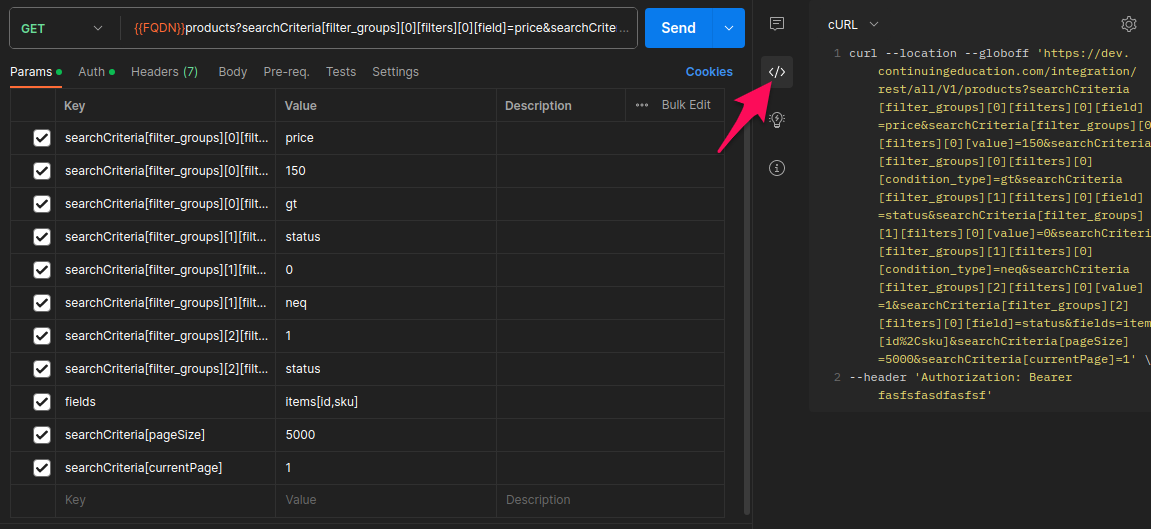 GET
{{FQDN}}products?searchCriteria[filter_groups][0][filters][0][field]=price&searchCrite ...
Send
Params
Auth
Headers (7)
Body
Pre-req.
Tests
Settings
Cookies
Key Value Description ••• Bulk Edit
searchCriteria[filter_groups][0][filt... price
searchCriteria[filter_groups][0][filt... 150
searchCriteria[filter_groups][0][filt... gt
searchCriteria[filter_groups][1][filt... status
searchCriteria[filter_groups][1][filt... 0
searchCriteria[filter_groups][1][filt... neq
searchCriteria[filter_groups][2][filt... 1
searchCriteria[filter_groups][2][filt... status
fields items[id,sku]
searchCriteria[pageSize] 5000
searchCriteria[currentPage] 1
Key Value Description
</>
cURL
1 curl --location --globoff 'https://dev.
continuingeducation.com/integration/
rest/all/V1/products?searchCriteria
[filter_groups][0][filters][0][field]
=price&searchCriteria[filter_groups][0
[filters][0][value]=150&searchCriteria
[filter_groups][0][filters][0]
[condition_type]=gt&searchCriteria
[filter_groups][1][filters][0][field]
=status&searchCriteria[filter_groups]
[1][filters][0][value]=0&searchCriteri
[filter_groups][1][filters][0]
[condition_type]=neq&searchCriteria
[filter_groups][2][filters][0][value]
=1&searchCriteria[filter_groups][2]
[filters][0][field]=status&fields=item
[id%2Csku]&searchCriteria[pageSize]
=5000&searchCriteria[currentPage]=1' \
2 --header 'Authorization: Bearer
fasfsfasdfasfsf'